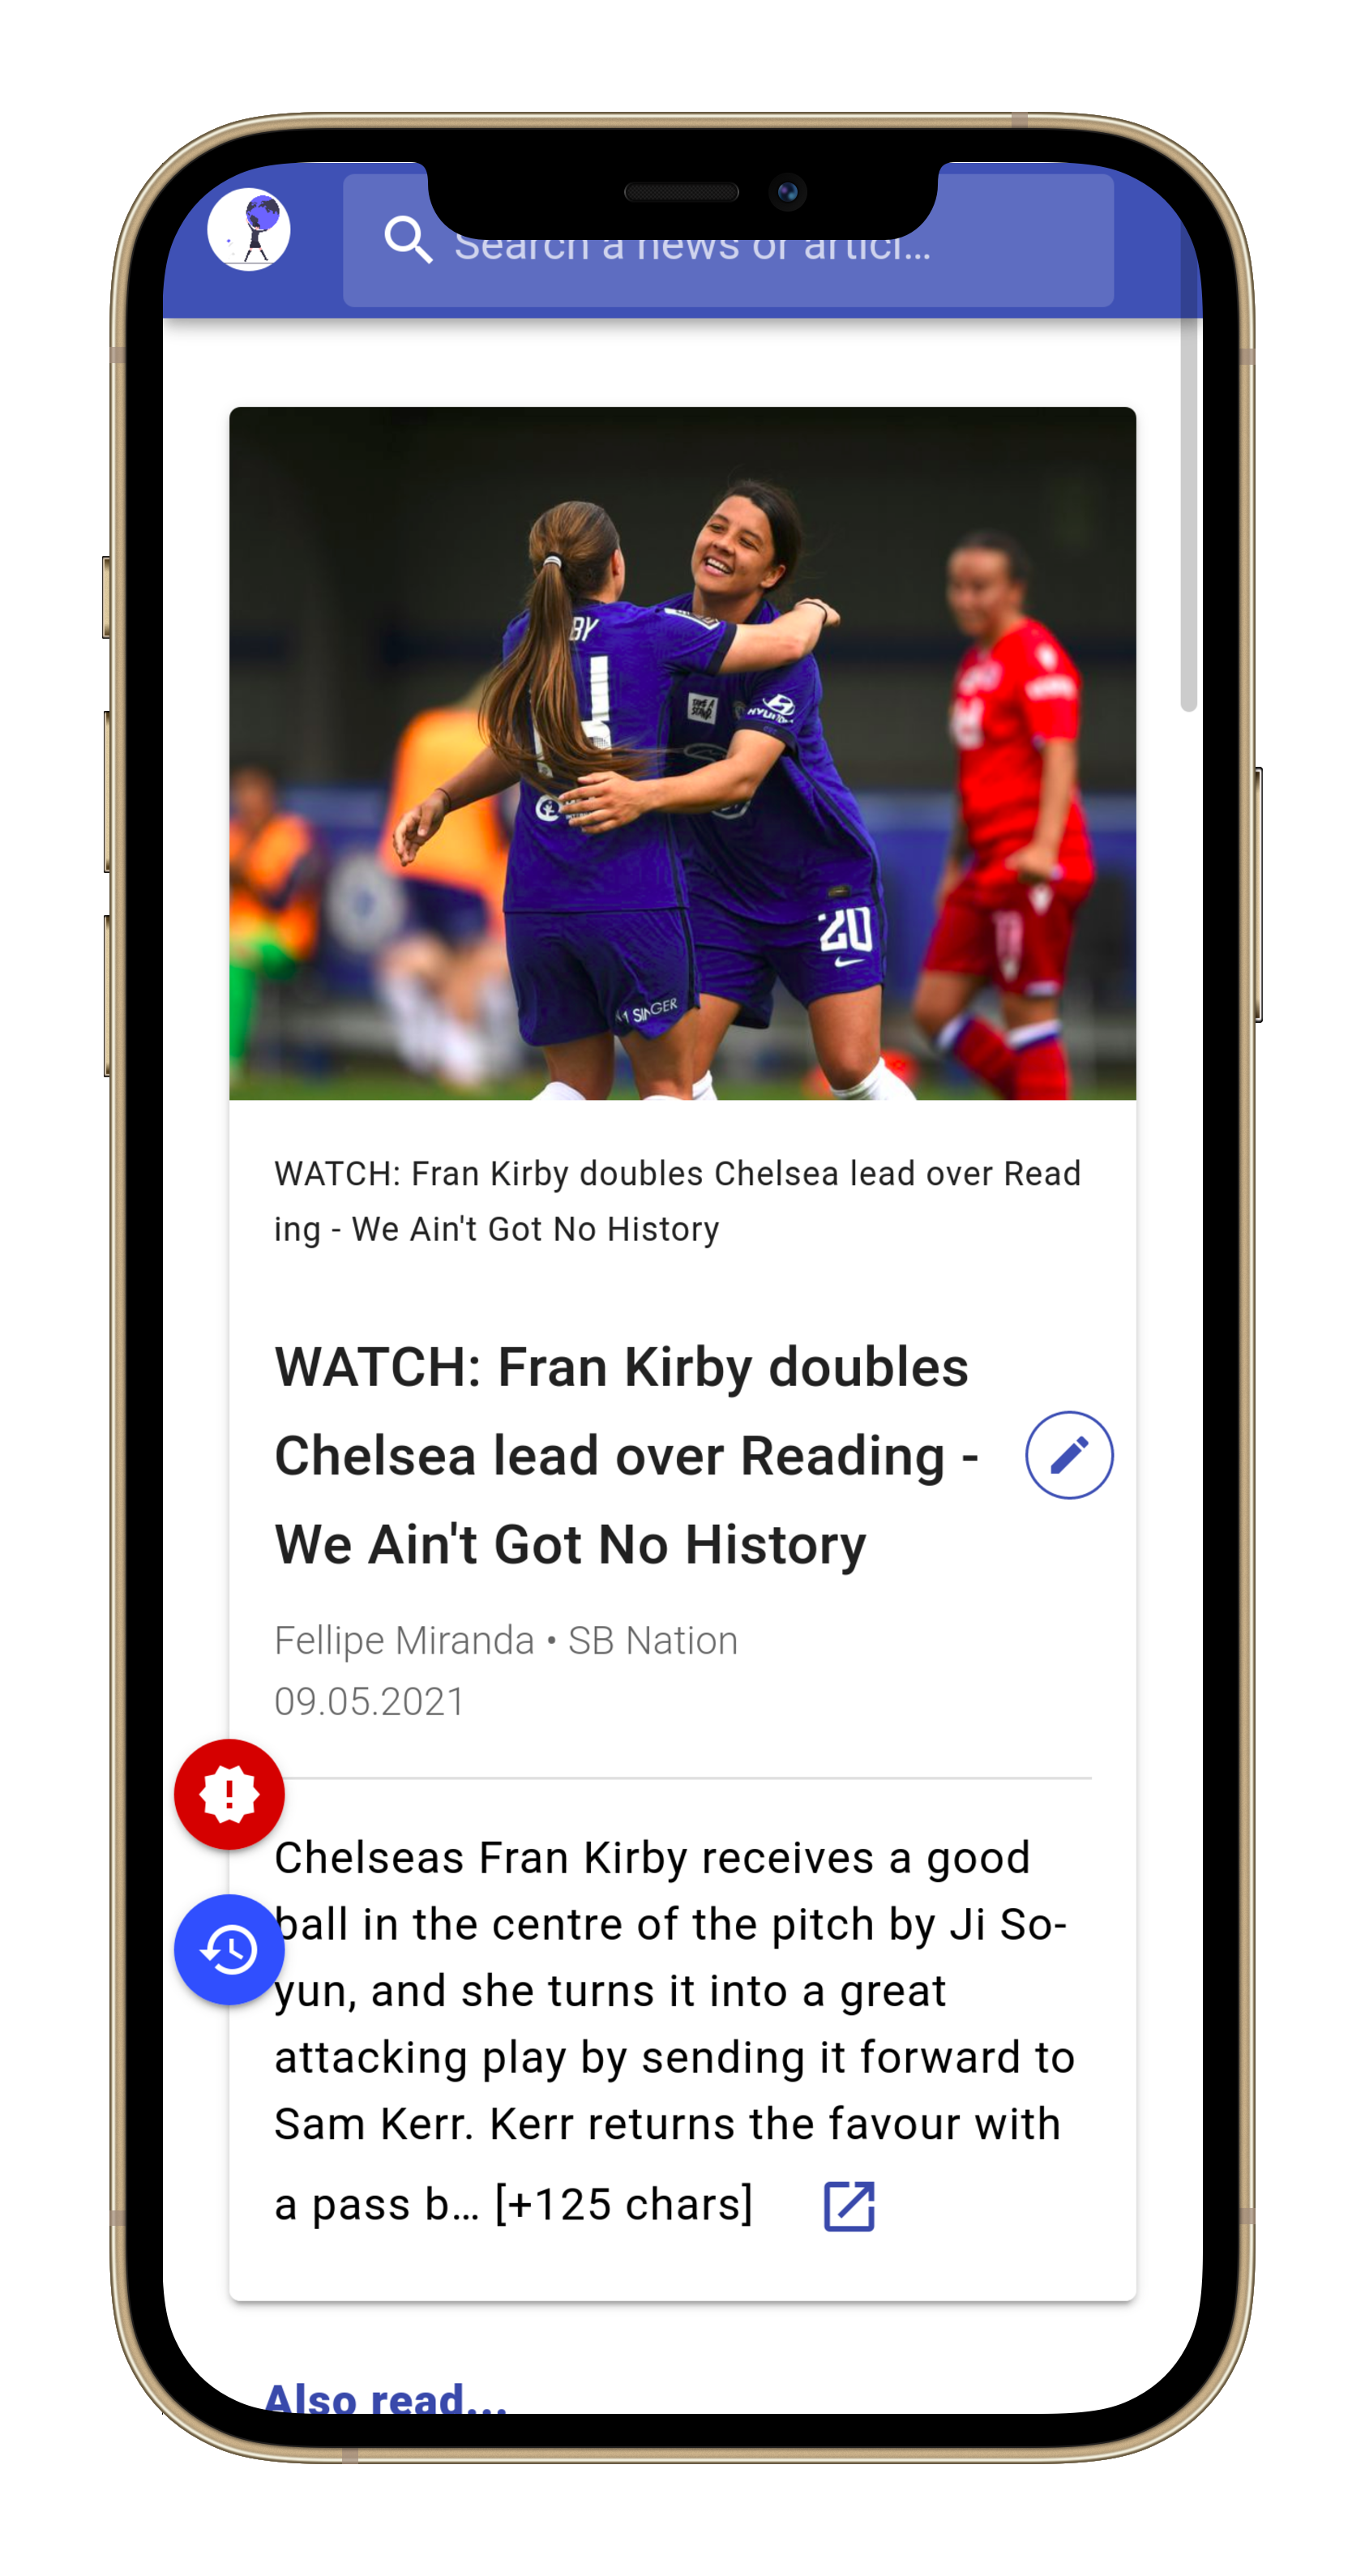 Search a news or articl...
BY
HYUNDAI
20
SINGER
WATCH: Fran Kirby doubles Chelsea lead over Read
ing - We Ain't Got No History
WATCH: Fran Kirby doubles
Chelsea lead over Reading -
We Ain't Got No History
Fellipe Miranda • SB Nation
09.05.2021
Chelseas Fran Kirby receives a good
ball in the centre of the pitch by Ji So-
yun, and she turns it into a great
attacking play by sending it forward to
Sam Kerr. Kerr returns the favour with
a pass b... [+125 chars]
Also read...